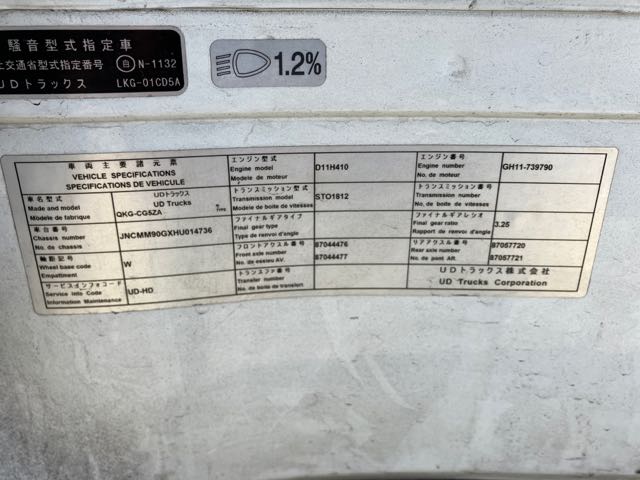 騒音型式指定車
土交通省型式指定番号 自 N-1132
UDトラックス LKG-01CD5A
1.2%
車両主要諸元表
VEHICLE SPECIFICATIONS
SPECIFICATIONS DE VEHICULE
車名型式
Made and model
Modele de fabrique
UDトラックス
UD Trucks
QKG-CG5ZA
車台番号
Chassis number
No. de chassis
JNCMM90GXHU014736
軸距記号
Wheel base code
Empattment
W
サービスインフォコード
Service Info Code
Information Maintenance
UD-HD
エンジン型式
Engine model
Modele de moteur
D11H410
トランスミッション型式
Transmission model
Modele de boite de vitesses
STO1812
ファイナルギアタイプ
Final gear type
Type de renvoi d'angle
フロントアクスル番号
Front axle number
No. de essieu AV.
87044476
87044477
トランスファ番号
Transfer number
No. de boite de transfert
エンジン番号
Engine number
No. de moteur
GH11-739790
トランスミッション番号
Transmission number
No. de boite de vitesses
ファイナルギアレシオ
Final gear ratio
Rapport de renvoi d'angle
3.25
リアアクスル番号
Rear axle number
No. de pont AR.
87057720
87057721
UDトラックス株式会社
UD Trucks Corporation